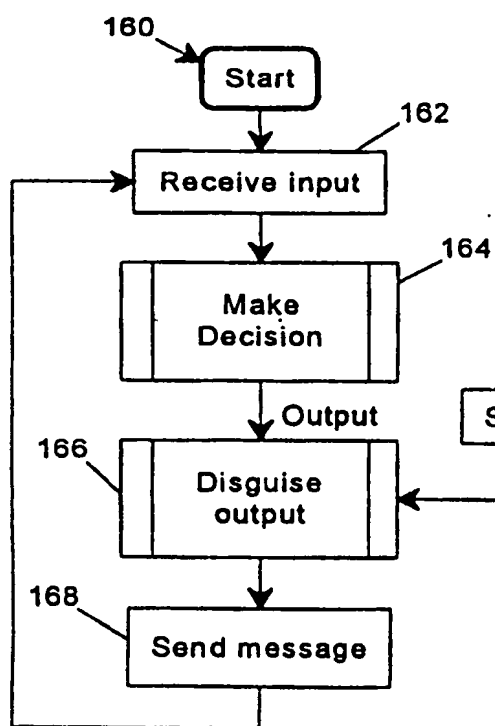 160
Start
162
Receive input
164
Make
Decision
Output
S
166
Disguise
output
168
Send message